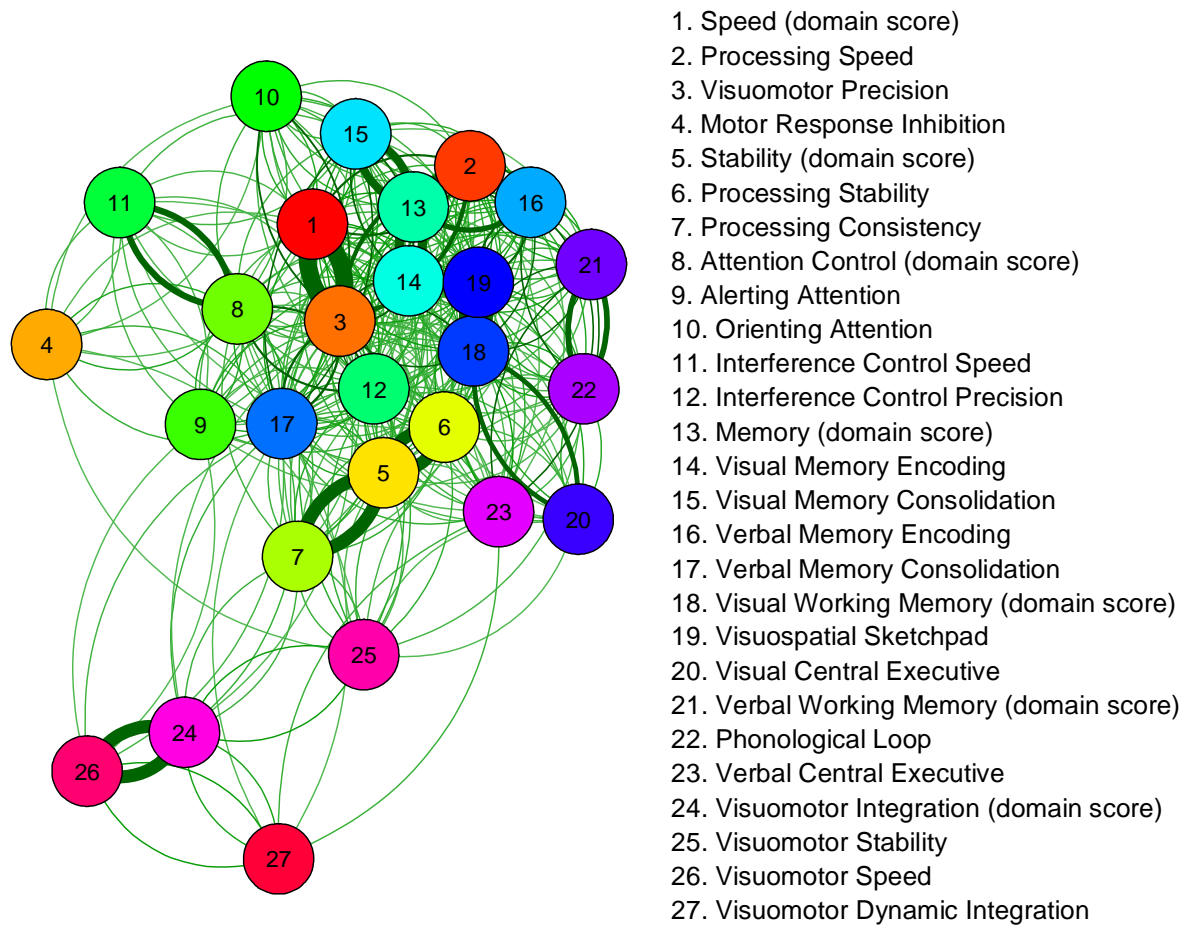 1. Speed (domain score)
2. Processing Speed
3. Visuomotor Precision
4. Motor Response Inhibition
5. Stability (domain score)
6. Processing Stability
7. Processing Consistency
8. Attention Control (domain score)
9. Alerting Attention
10. Orienting Attention
11. Interference Control Speed
12. Interference Control Precision
13. Memory (domain score)
14. Visual Memory Encoding
15. Visual Memory Consolidation
16. Verbal Memory Encoding
17. Verbal Memory Consolidation
18. Visual Working Memory (domain score)
19. Visuospatial Sketchpad
20. Visual Central Executive
21. Verbal Working Memory (domain score)
22. Phonological Loop
23. Verbal Central Executive
24. Visuomotor Integration (domain score)
25. Visuomotor Stability
26. Visuomotor Speed
27. Visuomotor Dynamic Integration
10
15
2
11
13
16
1
21
14
19
8
3
4
18
12
22
9
17
6
5
23
20
7
25
24
26
27